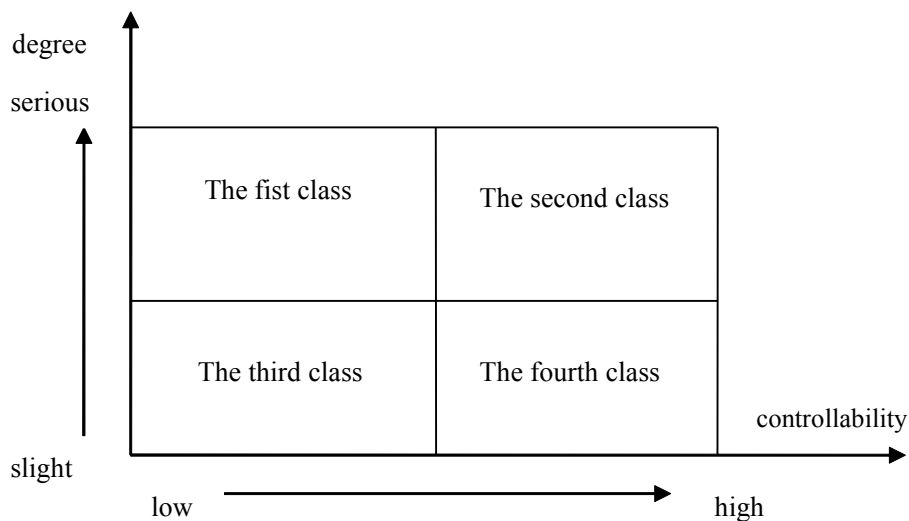 degree
serious
The fist class
The second class
The third class
The fourth class
controllability
slight
low
high